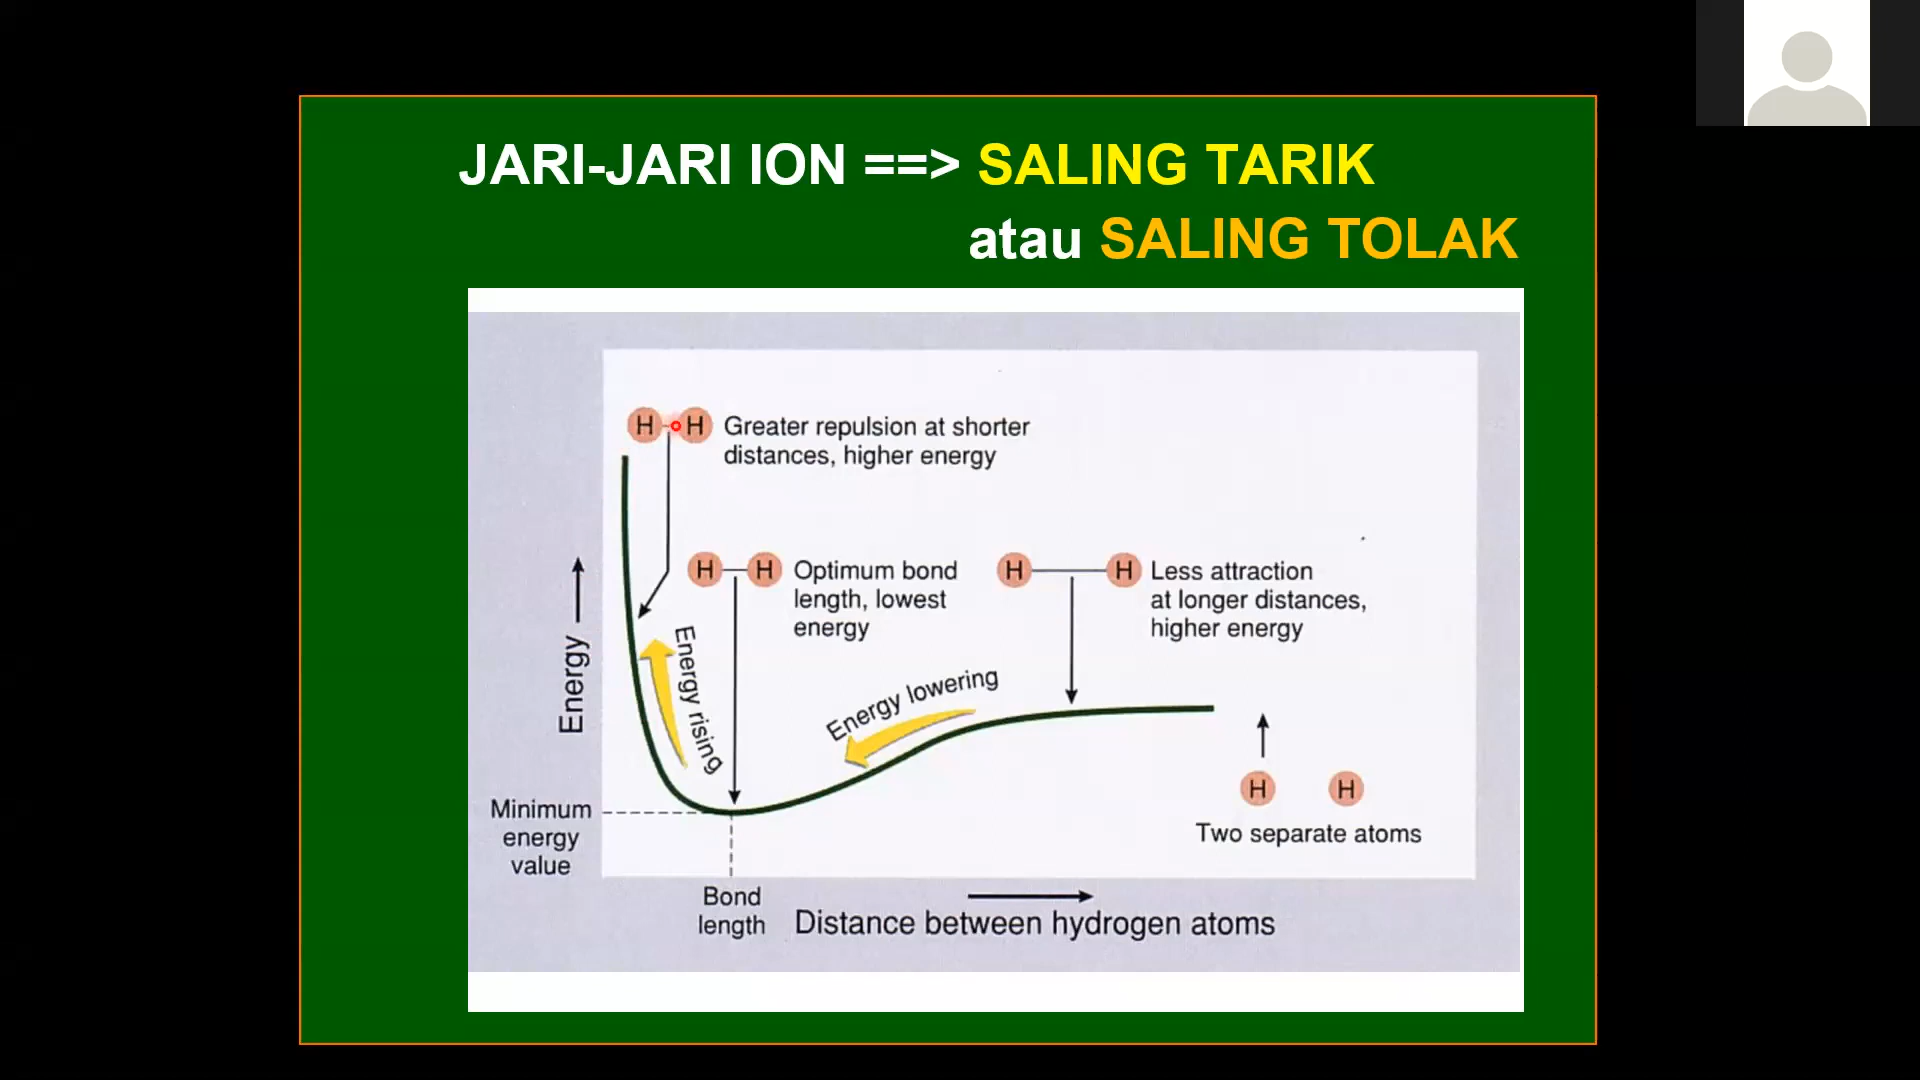 JARI-JARI ION ==> SALING TARIK
atau SALING TOLAK
H H Greater repulsion at shorter
distances, higher energy
H H Optimum bond
length, lowest
energy
H H Less attraction
at longer distances,
higher energy
Energy
Energy rising
Energy lowering
H H
Two separate atoms
Minimum
energy
value
Bond
length
Distance between hydrogen atoms